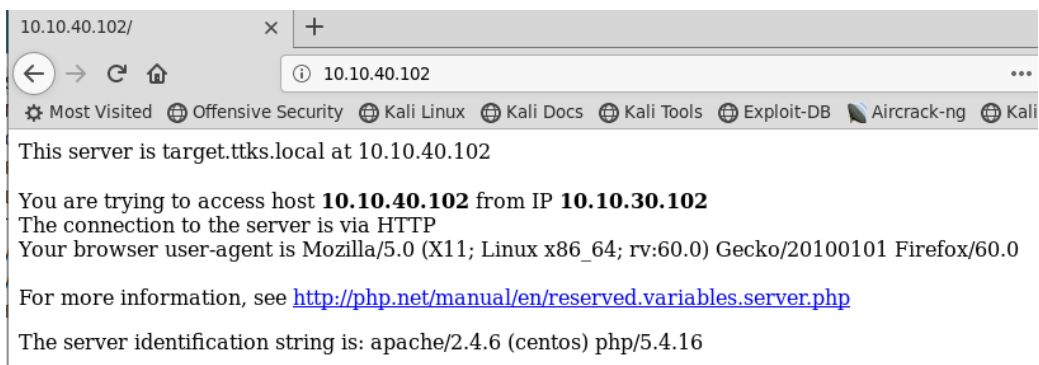 10.10.40.102/
10.10.40.102
Most Visited Offensive Security Kali Linux Kali Docs Kali Tools Exploit-DB Aircrack-ng Kali
This server is target.ttks.local at 10.10.40.102
You are trying to access host 10.10.40.102 from IP 10.10.30.102
The connection to the server is via HTTP
Your browser user-agent is Mozilla/5.0 (X11; Linux x86_64; rv:60.0) Gecko/20100101 Firefox/60.0
For more information, see http://php.net/manual/en/reserved.variables.server.php
The server identification string is: apache/2.4.6 (centos) php/5.4.16